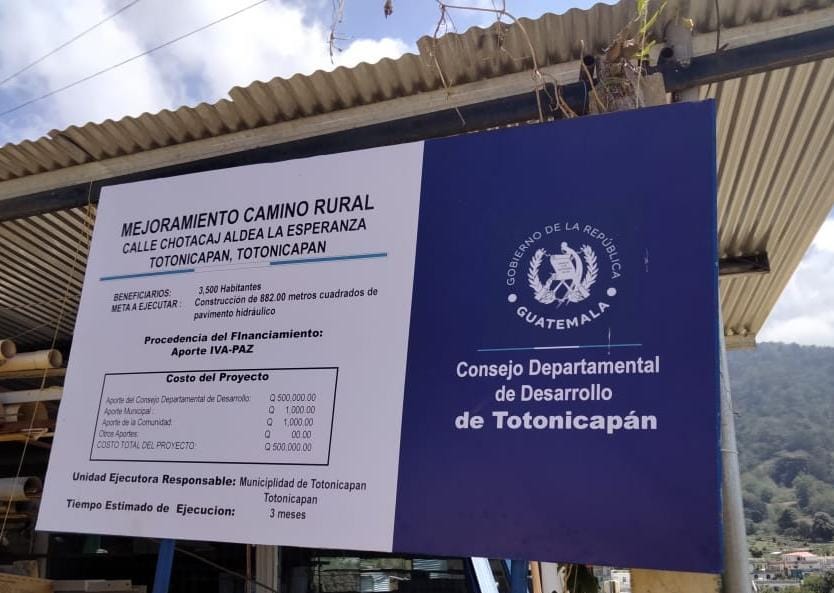 MEJORAMIENTO CAMINO RURAL
CALLE CHOTACAJ ALDEA LA ESPERANZA
TOTONICAPAN, TOTONICAPAN
BENEFICIARIOS: 3,500 Habitantes
META A EJECUTAR : Construcción de 882.00 metros cuadrados de
pavimento hidráulico
Procedencia del FInanciamiento:
Aporte IVA-PAZ
Costo del Proyecto
Aporte del Consejo Departamental de Desarrollo: Q 500,000.00
Aporte Municipal : Q 1,000.00
Aporte de la Comunidad: Q 1,000.00
Otros Aportes: Q 00.00
COSTO TOTAL DEL PROYECTO: Q 500,000.00
Unidad Ejecutora Responsable: Municiplidad de Totonicapan
Totonicapan
Tiempo Estimado de Ejecucion: 3 meses
GOBIERNO DE LA REPÚBLICA
GUATEMALA
Consejo Departamental
de Desarrollo
de Totonicapán